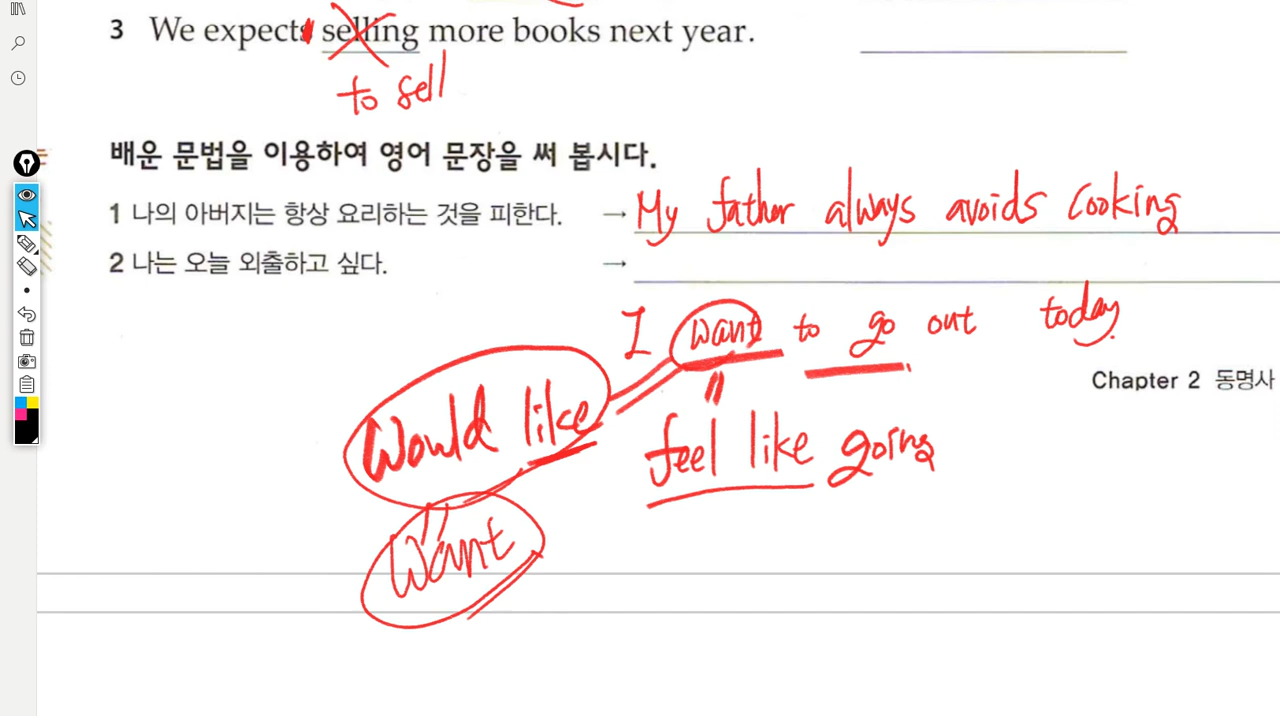 3 We expect selling more books next year.
to sell
배운 문법을 이용하여 영어 문장을 써 봅시다.
1 나의 아버지는 항상 요리하는 것을 피한다. → My father always avoids cooking
2 나는 오늘 외출하고 싶다. →
I want to go out today.
Chapter 2 동명사
would like
feel like going
want